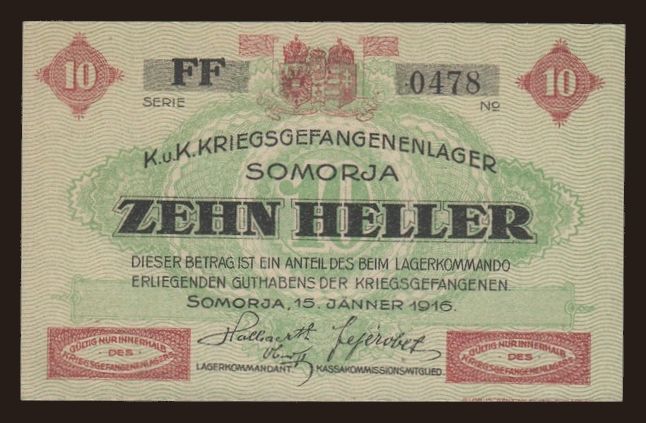 10 FF 0478 10
SERIE No
K.u.K. KRIEGSGEFANGENENLAGER
SOMORJA
10
ZEHN HELLER
DIESER BETRAG IST EIN ANTEIL DES BEIM LAGERKOMMANDO
ERLIEGENDEN GUTHABENS DER KRIEGSGEFANGENEN.
SOMORJA, 15. JÄNNER 1916.
GÜLTIG NUR INNERHALB
DES
KRIEGSGEFANGENENLAGERS
LAGERKOMMANDANT. KASSAKOMMISSIONSMITGLIED.
GÜLTIG NUR INNERHALB
DES
KRIEGSGEFANGENENLAGERS